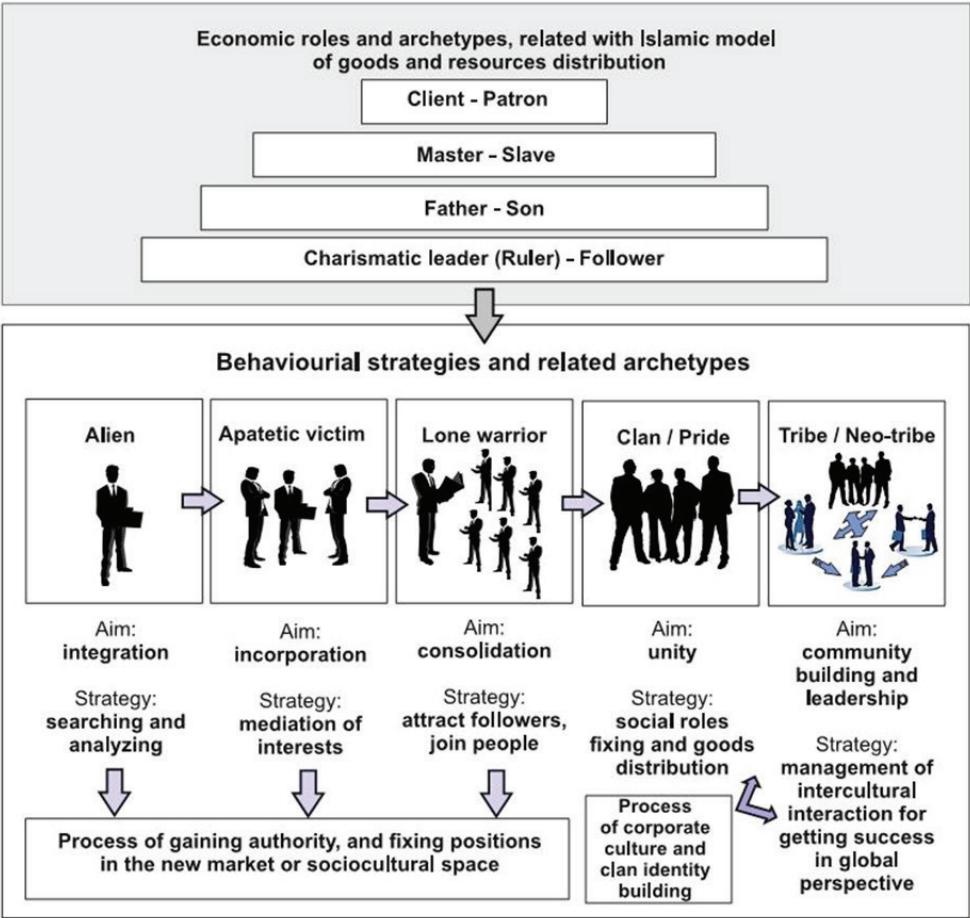 Economic roles and archetypes, related with Islamic model
of goods and resources distribution
Client - Patron
Master - Slave
Father - Son
Charismatic leader (Ruler) - Follower
Behaviourial strategies and related archetypes
Alien
Apatetic victim
Lone warrior
Clan / Pride
Tribe / Neo-tribe
Aim:
integration
Strategy:
searching and
analyzing
Aim:
incorporation
Strategy:
mediation of
interests
Aim:
consolidation
Strategy:
attract followers,
join people
Aim:
unity
Strategy:
social roles
fixing and goods
distribution
Aim:
community
building and
leadership
Strategy:
management of
intercultural
interaction for
getting success
in global
perspective
Process of gaining authority, and fixing positions
in the new market or sociocultural space
Process
of corporate
culture and
clan identity
building